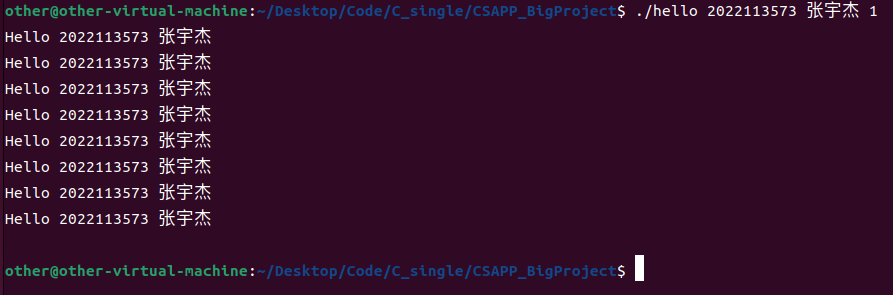 other@other-virtual-machine:~/Desktop/Code/C_single/CSAPP_BigProject$ ./hello 2022113573 张宇杰 1
Hello 2022113573 张宇杰
Hello 2022113573 张宇杰
Hello 2022113573 张宇杰
Hello 2022113573 张宇杰
Hello 2022113573 张宇杰
Hello 2022113573 张宇杰
Hello 2022113573 张宇杰
Hello 2022113573 张宇杰
other@other-virtual-machine:~/Desktop/Code/C_single/CSAPP_BigProject$